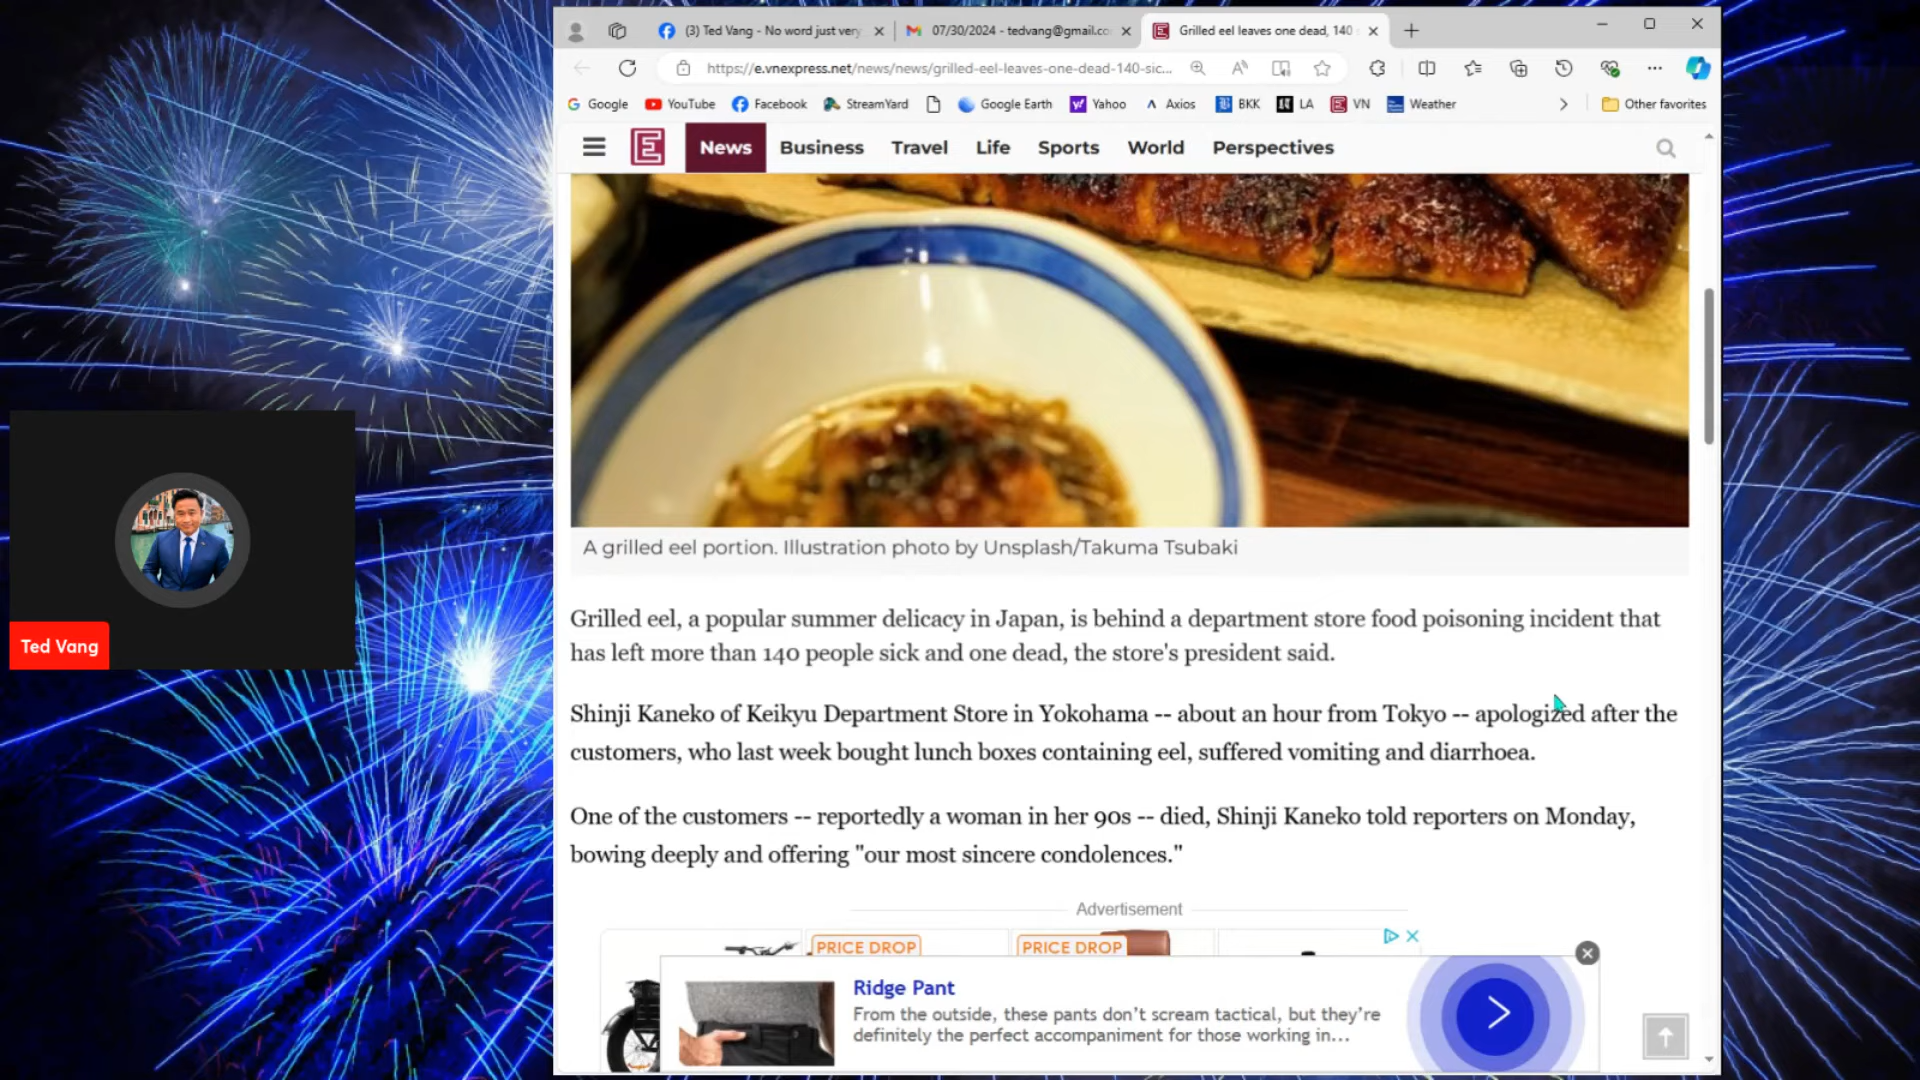 (3) Ted Vang - No word just very
07/30/2024 - tedvang@gmail.co
Grilled eel leaves one dead, 140
https://e.vnexpress.net/news/news/grilled-eel-leaves-one-dead-140-sic...
Google YouTube Facebook StreamYard Google Earth Yahoo Axios BKK LA VN Weather Other favorites
E News Business Travel Life Sports World Perspectives
A grilled eel portion. Illustration photo by Unsplash/Takuma Tsubaki
Grilled eel, a popular summer delicacy in Japan, is behind a department store food poisoning incident that
has left more than 140 people sick and one dead, the store's president said.
Ted Vang
Shinji Kaneko of Keikyu Department Store in Yokohama -- about an hour from Tokyo -- apologized after the
customers, who last week bought lunch boxes containing eel, suffered vomiting and diarrhoea.
One of the customers -- reportedly a woman in her 90s -- died, Shinji Kaneko told reporters on Monday,
bowing deeply and offering "our most sincere condolences."
Advertisement
PRICE DROP PRICE DROP
Ridge Pant
From the outside, these pants don't scream tactical, but they're
definitely the perfect accompaniment for those working in...